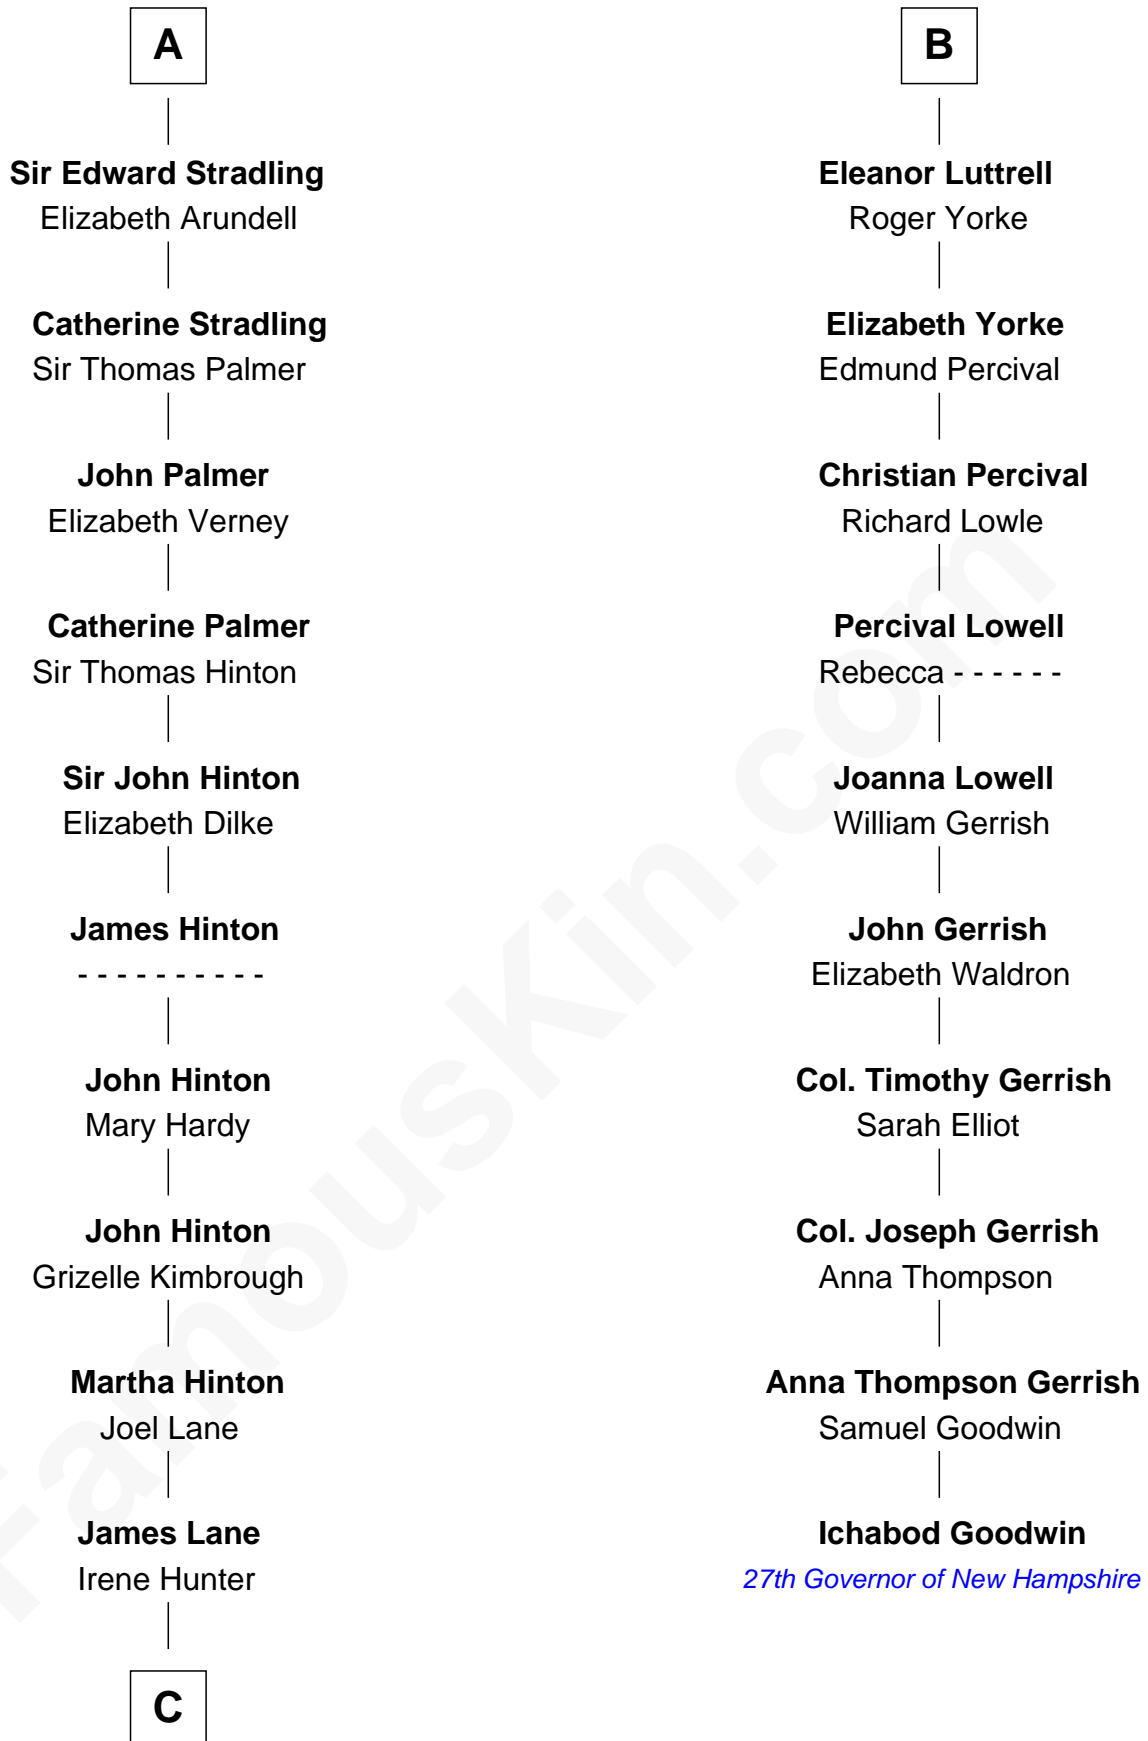 A
Sir Edward Stradling
Elizabeth Arundell
Catherine Stradling
Sir Thomas Palmer
John Palmer
Elizabeth Verney
Catherine Palmer
Sir Thomas Hinton
Sir John Hinton
Elizabeth Dilke
James Hinton
- - - - - - - - - -
John Hinton
Mary Hardy
John Hinton
Grizelle Kimbrough
Martha Hinton
Joel Lane
James Lane
Irene Hunter
C
B
Eleanor Luttrell
Roger Yorke
Elizabeth Yorke
Edmund Percival
Christian Percival
Richard Lowle
Percival Lowell
Rebecca - - - - - -
Joanna Lowell
William Gerrish
John Gerrish
Elizabeth Waldron
Col. Timothy Gerrish
Sarah Elliot
Col. Joseph Gerrish
Anna Thompson
Anna Thompson Gerrish
Samuel Goodwin
Ichabod Goodwin
27th Governor of New Hampshire
FamousKin.com